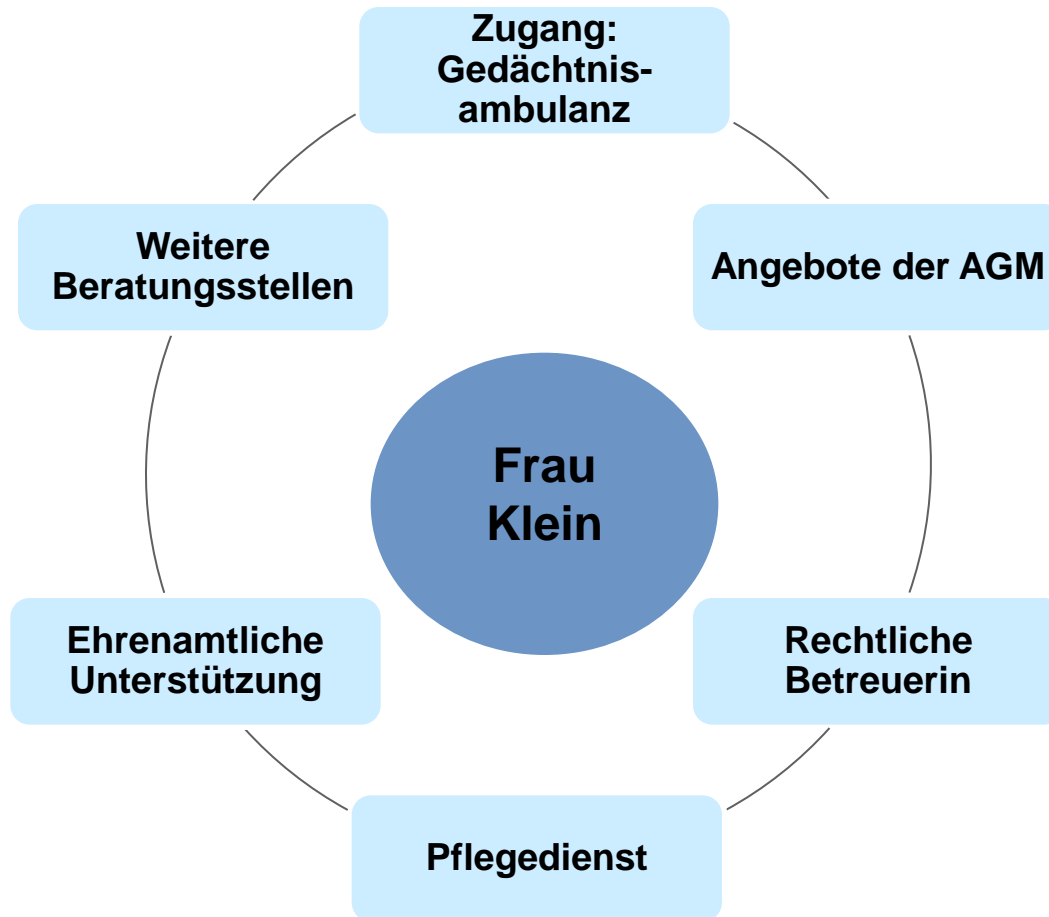 Zugang:
Gedächtnis-
ambulanz
Weitere
Beratungsstellen
Angebote der AGM
Frau
Klein
Ehrenamtliche
Unterstützung
Rechtliche
Betreuerin
Pflegedienst